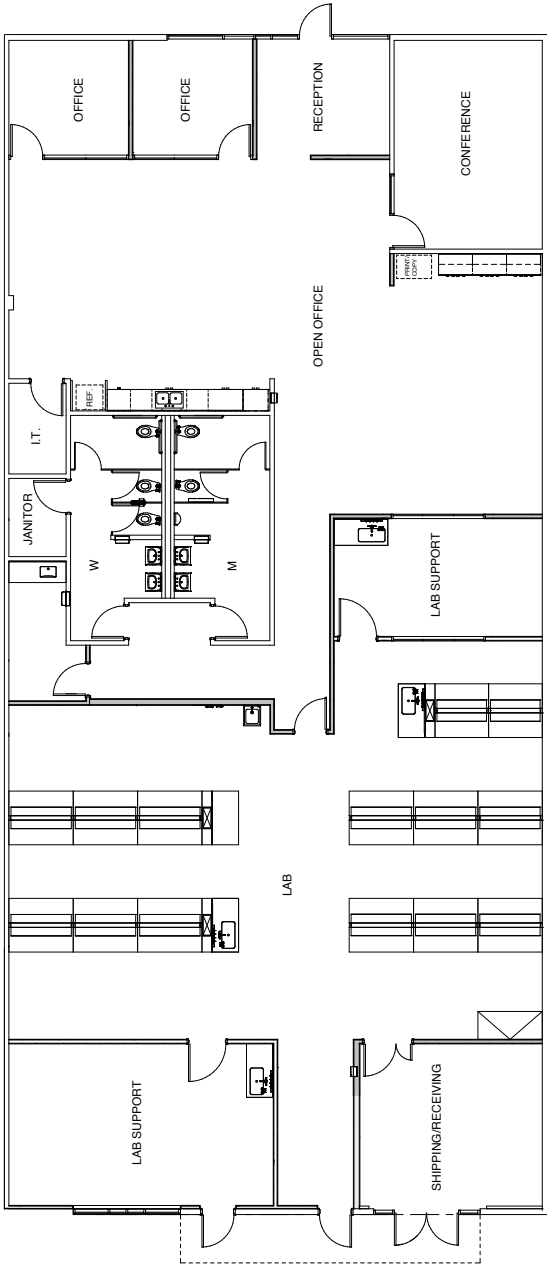 OFFICE
OFFICE
RECEPTION
CONFERENCE
PRINT/
COPY
OPEN OFFICE
REF.
I.T.
JANITOR
W
M
LAB SUPPORT
LAB
LAB SUPPORT
SHIPPING/RECEIVING